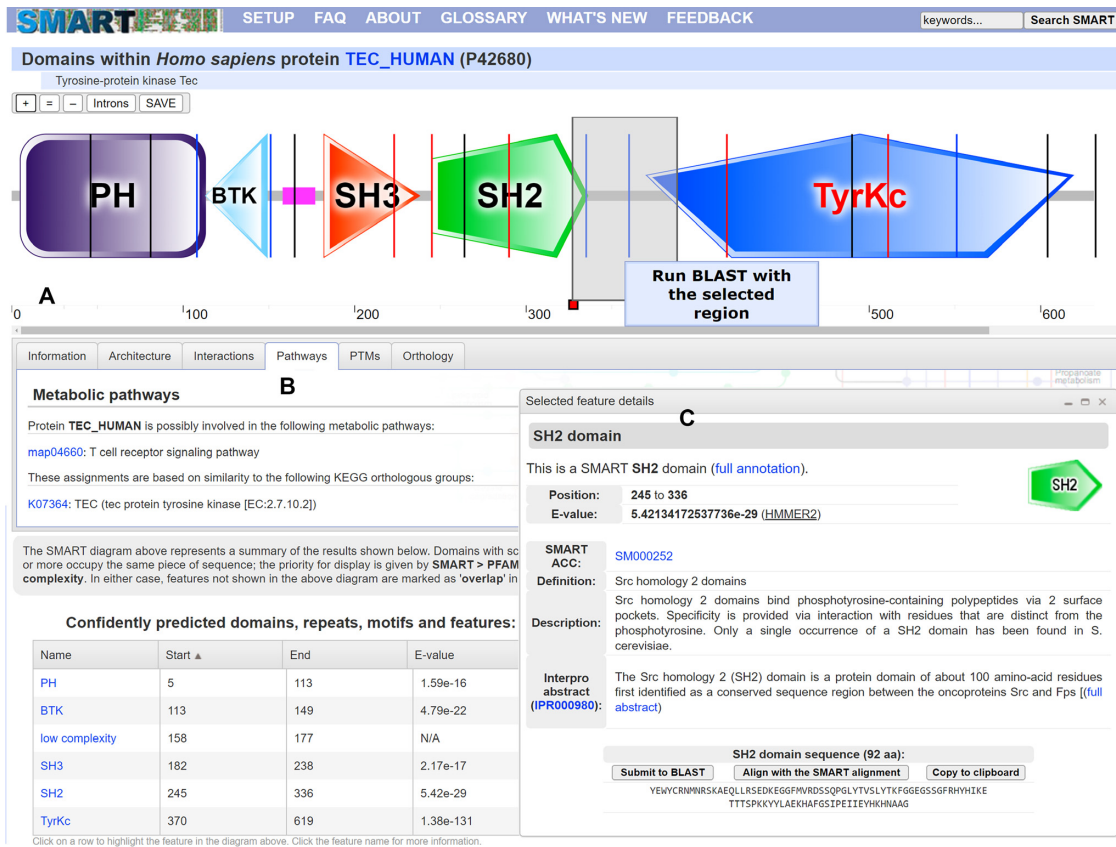 SMART
SETUP FAQ ABOUT GLOSSARY WHAT'S NEW FEEDBACK
keywords... Search SMART
Domains within Homo sapiens protein TEC_HUMAN (P42680)
Tyrosine-protein kinase Tec
+ = – Introns SAVE
PH BTK SH3 SH2 TyrKc
Run BLAST with
the selected
region
A
0 100 200 300 500 600
Information Architecture Interactions Pathways PTMs Orthology
B
Propanoate
metabolism
Metabolic pathways
Protein TEC_HUMAN is possibly involved in the following metabolic pathways:
map04660: T cell receptor signaling pathway
These assignments are based on similarity to the following KEGG orthologous groups:
K07364: TEC (tec protein tyrosine kinase [EC:2.7.10.2])
The SMART diagram above represents a summary of the results shown below. Domains with sc
or more occupy the same piece of sequence; the priority for display is given by SMART > PFAM
complexity. In either case, features not shown in the above diagram are marked as 'overlap' in
Confidently predicted domains, repeats, motifs and features:
Name Start End E-value
PH 5 113 1.59e-16
BTK 113 149 4.79e-22
low complexity 158 177 N/A
SH3 182 238 2.17e-17
SH2 245 336 5.42e-29
TyrKc 370 619 1.38e-131
Click on a row to highlight the feature in the diagram above. Click the feature name for more information.
Selected feature details
C
SH2 domain
This is a SMART SH2 domain (full annotation).
SH2
Position: 245 to 336
E-value: 5.42134172537736e-29 (HMMER2)
SMART
ACC: SM000252
Definition: Src homology 2 domains
Description: Src homology 2 domains bind phosphotyrosine-containing polypeptides via 2 surface
pockets. Specificity is provided via interaction with residues that are distinct from the
phosphotyrosine. Only a single occurrence of a SH2 domain has been found in S.
cerevisiae.
Interpro
abstract
(IPR000980): The Src homology 2 (SH2) domain is a protein domain of about 100 amino-acid residues
first identified as a conserved sequence region between the oncoproteins Src and Fps [(full
abstract)
SH2 domain sequence (92 aa):
Submit to BLAST Align with the SMART alignment Copy to clipboard
YEWYCRNMNRSKAEQLLRSEDKEGGFMVRDSSQPGLYTVSLYTKFGGEGSSGFRHYHIKE
TTTSPKKYYLAEKHAFGSIPEIIEYHKHNAAG